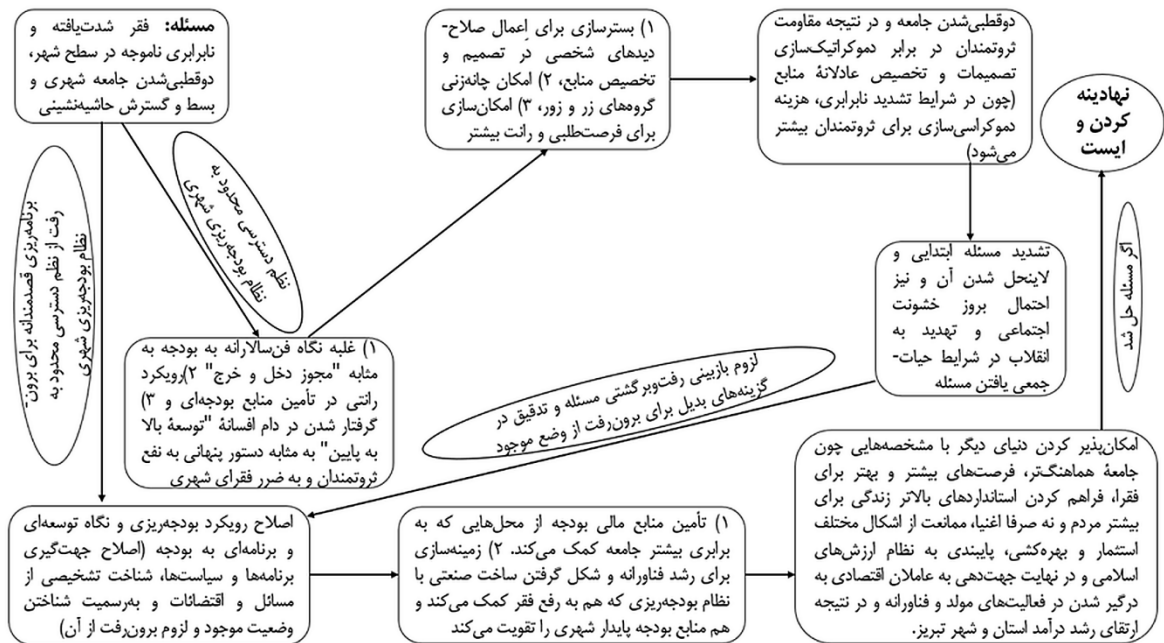 مسئله: فقر شدت‌یافته و
نابرابری ناموجه در سطح شهر،
دوقطبی‌شدن جامعه شهری و
بسط و گسترش حاشیه‌نشینی
برنامه‌ریزی قصدمندانه برای برون-
رفت از نظم دسترسی محدود به
نظام بودجه‌ریزی شهری
نظم دسترسی محدود به
نظام بودجه‌ریزی شهری
۱) غلبه نگاه فن‌سالارانه به بودجه به
مثابه "مجوز دخل و خرج" ۲)رویکرد
رانتی در تأمین منابع بودجه‌ای و ۳)
گرفتار شدن در دام افسانۀ "توسعۀ بالا
به پایین" به مثابه دستور پنهانی به نفع
ثروتمندان و به ضرر فقرای شهری
۱) بسترسازی برای اِعمال صلاح-
دیدهای شخصی در تصمیم و
تخصیص منابع، ۲) امکان چانه‌زنی
گروه‌های زر و زور، ۳) امکان‌سازی
برای فرصت‌طلبی و رانت بیشتر
دوقطبی‌شدن جامعه و در نتیجه مقاومت
ثروتمندان در برابر دموکراتیک‌سازی
تصمیمات و تخصیص عادلانۀ منابع
(چون در شرایط تشدید نابرابری، هزینه
دموکراسی‌سازی برای ثروتمندان بیشتر
می‌شود)
تشدید مسئله ابتدایی و
لاینحل شدن آن و نیز
احتمال بروز خشونت
اجتماعی و تهدید به
انقلاب در شرایط حیات-
جمعی یافتن مسئله
لزوم بازبینی رفت‌وبرگشتی مسئله و تدقیق در
گزینه‌های بدیل برای برون‌رفت از وضع موجود
اصلاح رویکرد بودجه‌ریزی و نگاه توسعه‌ای
و برنامه‌ای به بودجه (اصلاح جهت‌گیری
برنامه‌ها و سیاست‌ها، شناخت تشخیصی از
مسائل و اقتضائات و به‌رسمیت شناختن
وضعیت موجود و لزوم برون‌رفت از آن)
۱) تأمین منابع مالی بودجه از محل‌هایی که به
برابری بیشتر جامعه کمک می‌کند. ۲) زمینه‌سازی
برای رشد فناورانه و شکل گرفتن ساخت صنعتی با
نظام بودجه‌ریزی که هم به رفع فقر کمک می‌کند و
هم منابع بودجه پایدار شهری را تقویت می‌کند
امکان‌پذیر کردن دنیای دیگر با مشخصه‌هایی چون
جامعۀ هماهنگ‌تر، فرصت‌های بیشتر و بهتر برای
فقرا، فراهم کردن استانداردهای بالاتر زندگی برای
بیشتر مردم و نه صرفا اغنیا، ممانعت از اشکال مختلف
استثمار و بهره‌کشی، پایبندی به نظام ارزش‌های
اسلامی و در نهایت جهت‌دهی به عاملان اقتصادی به
درگیر شدن در فعالیت‌های مولد و فناورانه و در نتیجه
ارتقای رشد درآمد استان و شهر تبریز.
اگر مسئله حل شد
نهادینه
کردن و
ایست